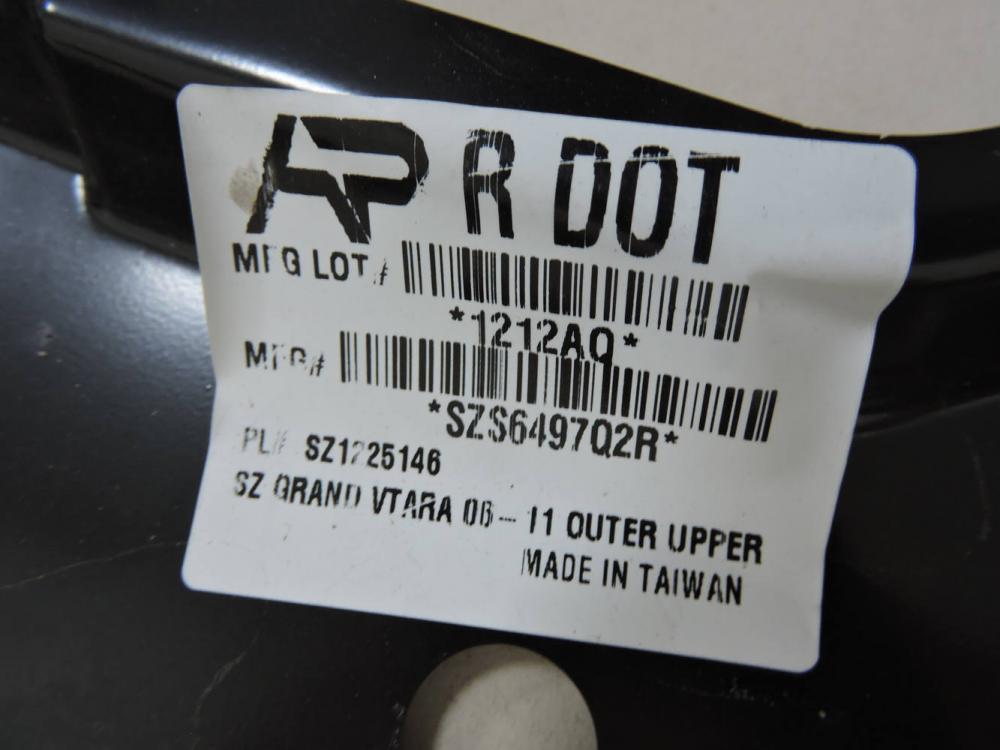 AP R DOT
MFG LOT#
*1212AQ*
MFG#
*SZS6497Q2R*
PL# SZ1225146
SZ GRAND VTARA 06-11 OUTER UPPER
MADE IN TAIWAN